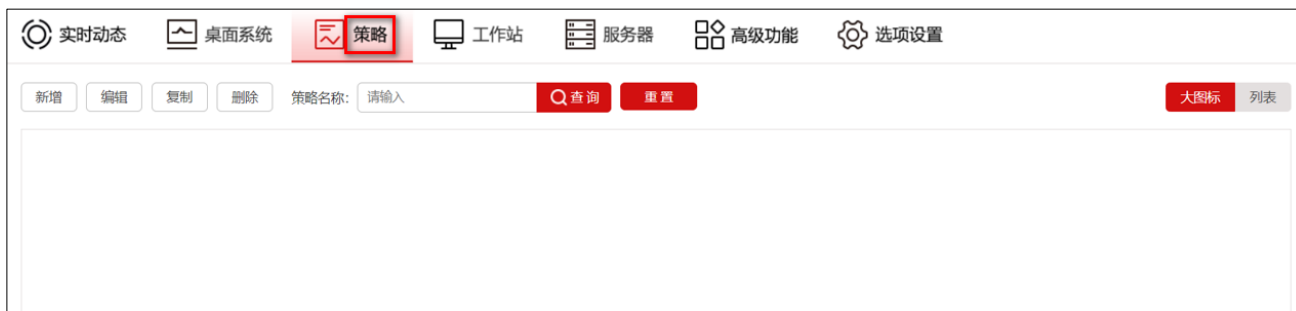 实时动态 桌面系统 策略 工作站 服务器 高级功能 选项设置
新增 编辑 复制 删除 策略名称: 请输入 查询 重置 大图标 列表